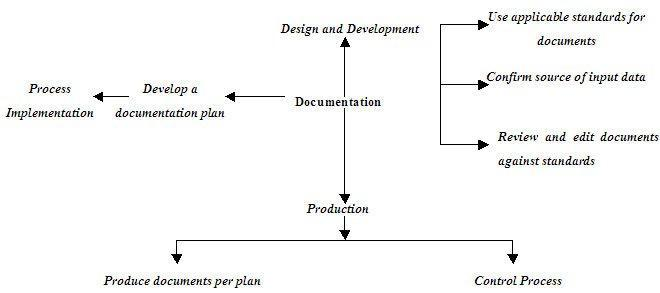 Design and Development
Use applicable standards for
documents
Confirm source of input data
Process
Implementation
Develop a
documentation plan
Documentation
Review and edit documents
against standards
Production
Produce documents per plan
Control Process